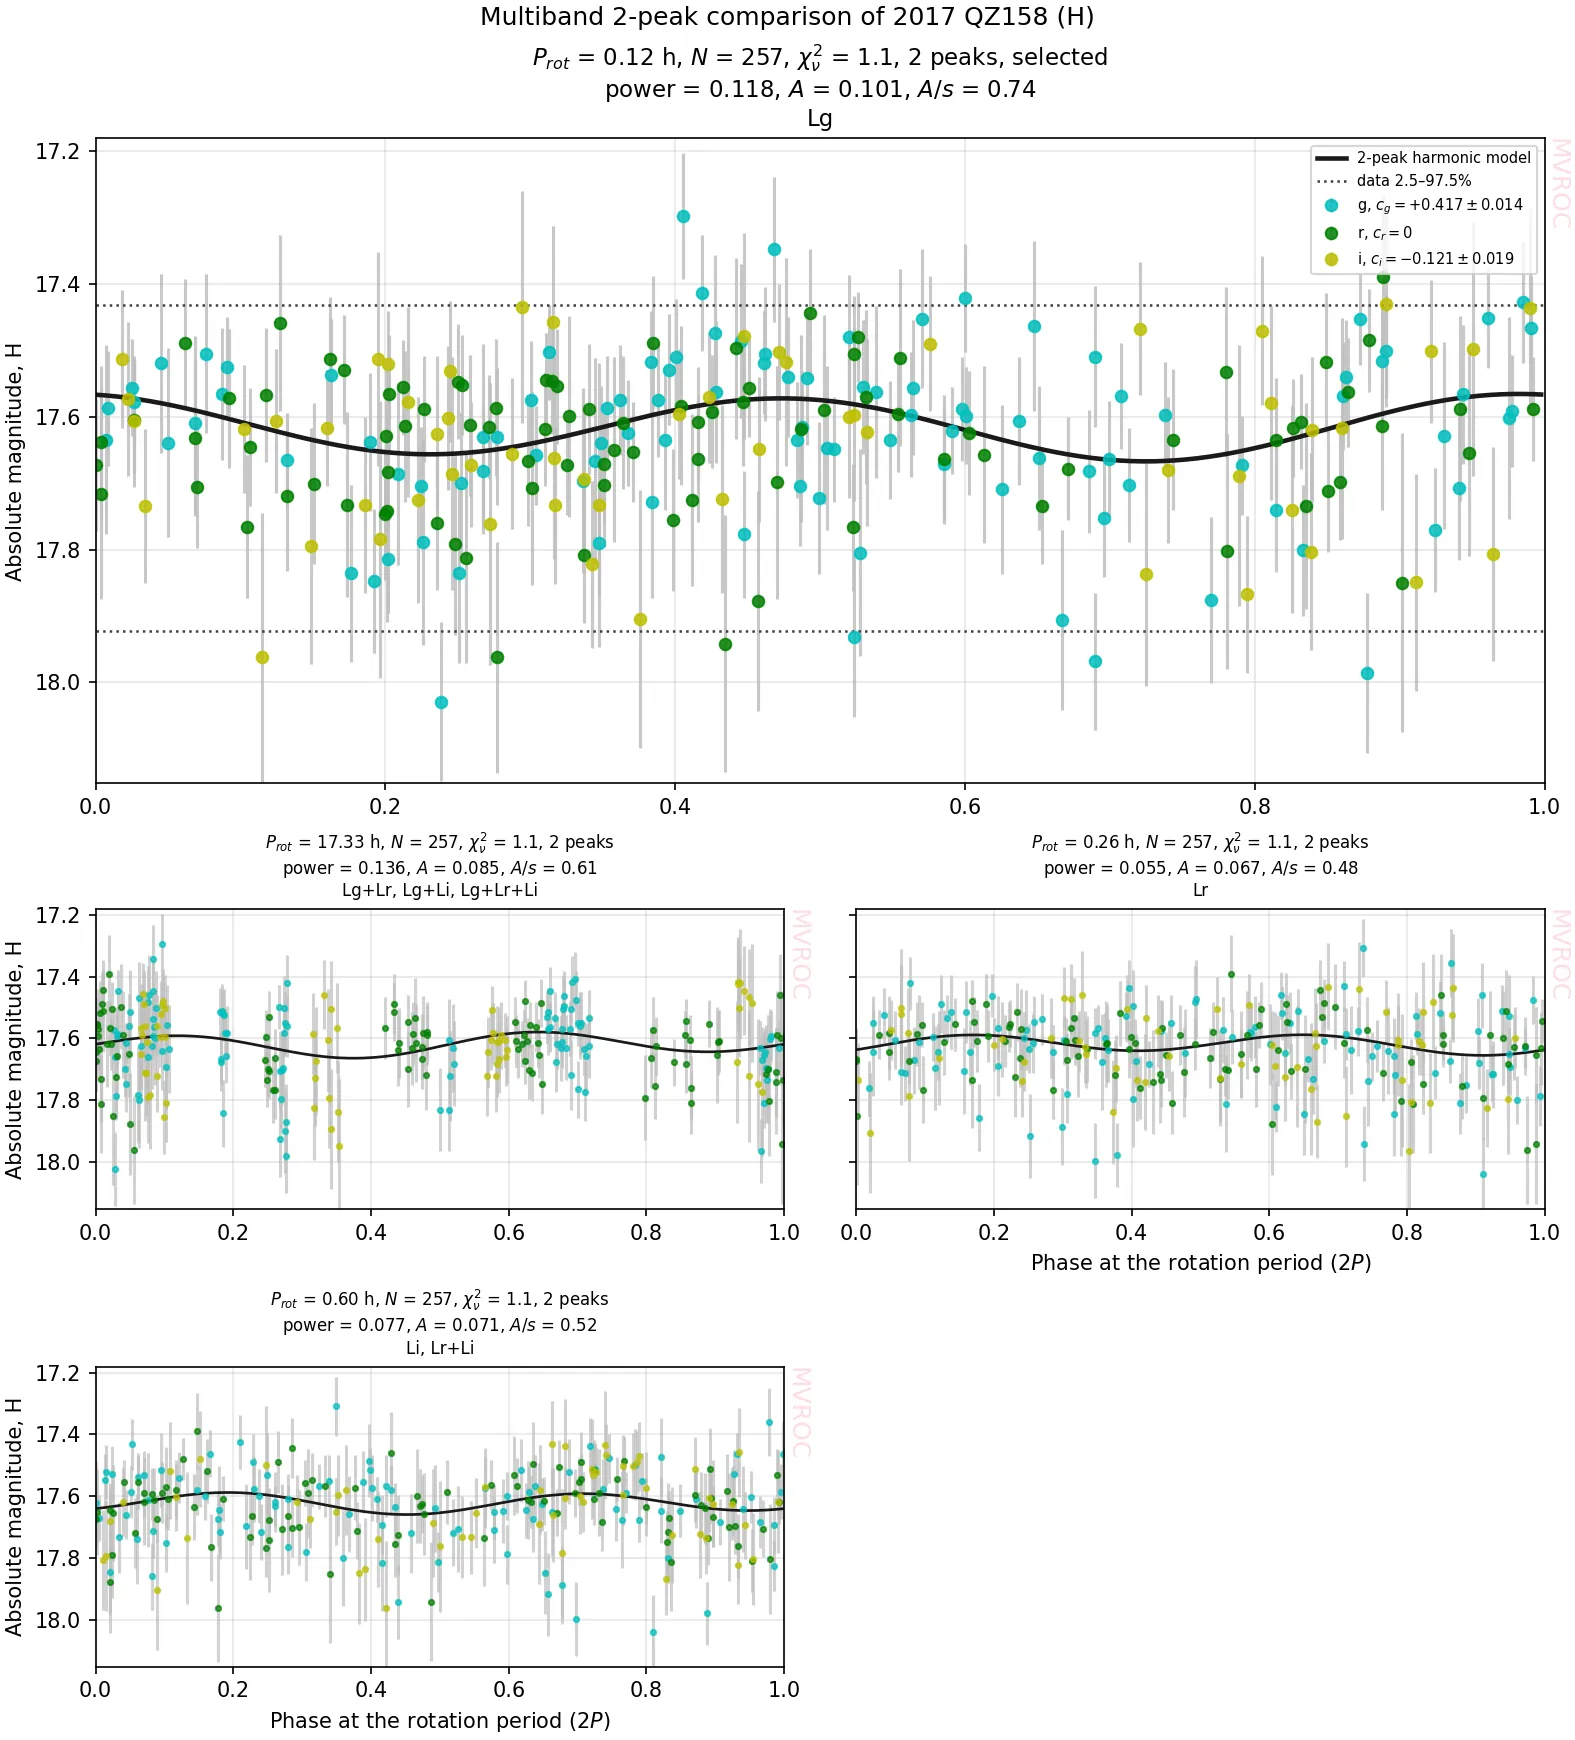 Multiband 2-peak comparison of 2017 QZ158 (H)
P_rot = 0.12 h, N = 257, χ²_ν = 1.1, 2 peaks, selected
power = 0.118, A = 0.101, A/s = 0.74
Lg
17.2
17.4
17.6
17.8
18.0
Absolute magnitude, H
2-peak harmonic model
data 2.5–97.5%
g, c_g = +0.417 ± 0.014
r, c_r = 0
i, c_i = −0.121 ± 0.019
MVROC
0.0 0.2 0.4 0.6 0.8 1.0
P_rot = 17.33 h, N = 257, χ²_ν = 1.1, 2 peaks
power = 0.136, A = 0.085, A/s = 0.61
Lg+Lr, Lg+Li, Lg+Lr+Li
17.2
17.4
17.6
17.8
18.0
Absolute magnitude, H
MVROC
0.0 0.2 0.4 0.6 0.8 1.0
P_rot = 0.26 h, N = 257, χ²_ν = 1.1, 2 peaks
power = 0.055, A = 0.067, A/s = 0.48
Lr
MVROC
0.0 0.2 0.4 0.6 0.8 1.0
Phase at the rotation period (2P)
P_rot = 0.60 h, N = 257, χ²_ν = 1.1, 2 peaks
power = 0.077, A = 0.071, A/s = 0.52
Li, Lr+Li
17.2
17.4
17.6
17.8
18.0
Absolute magnitude, H
MVROC
0.0 0.2 0.4 0.6 0.8 1.0
Phase at the rotation period (2P)